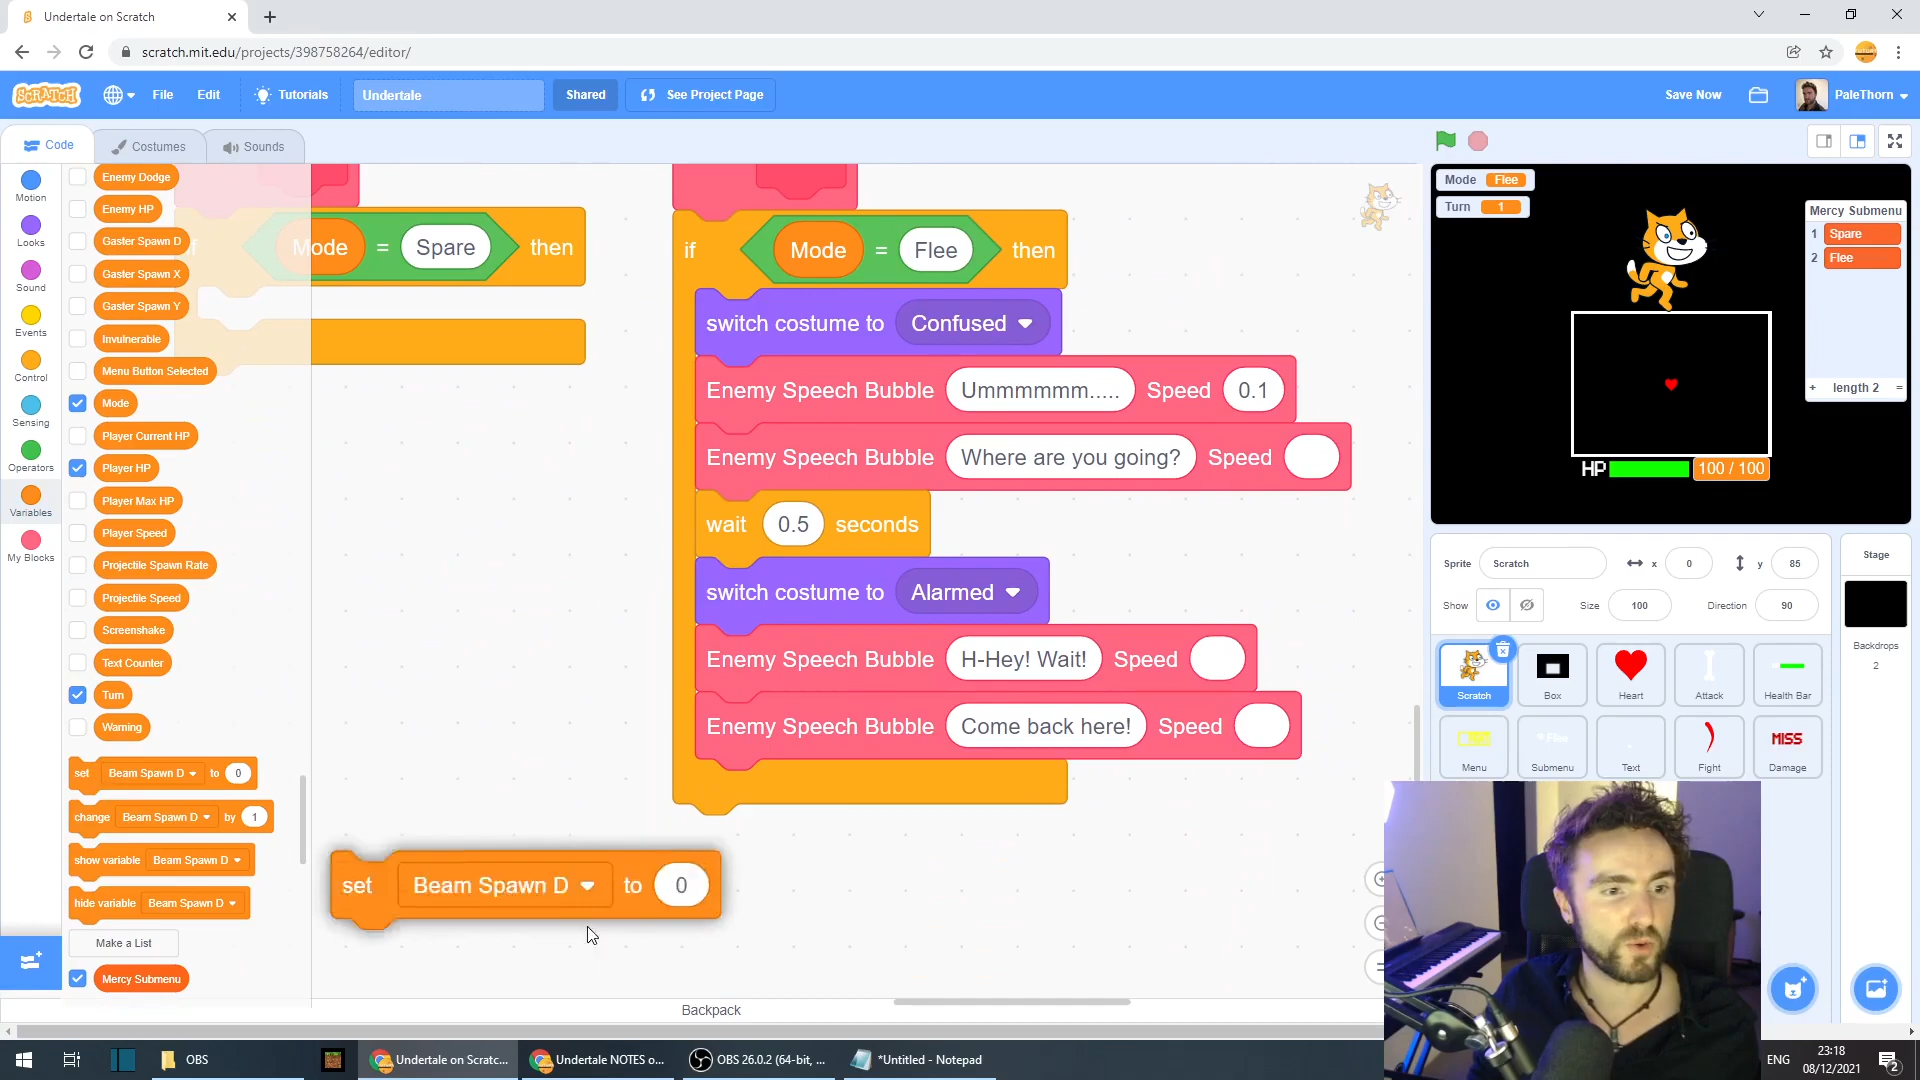 Undertale on Scratch
scratch.mit.edu/projects/398758264/editor/
SCRATCH
File
Edit
Tutorials
Undertale
Shared
See Project Page
Save Now
PaleThorn
Code
Costumes
Sounds
Motion
Looks
Sound
Events
Control
Sensing
Operators
Variables
My Blocks
Enemy Dodge
Enemy HP
Gaster Spawn D
Gaster Spawn X
Gaster Spawn Y
Invulnerable
Menu Button Selected
Mode
Player Current HP
Player HP
Player Max HP
Player Speed
Projectile Spawn Rate
Projectile Speed
Screenshake
Text Counter
Turn
Warning
set Beam Spawn D to 0
change Beam Spawn D by 1
show variable Beam Spawn D
hide variable Beam Spawn D
Make a List
Mercy Submenu
if Mode = Spare then
if Mode = Flee then
switch costume to Confused
Enemy Speech Bubble Ummmmmm..... Speed 0.1
Enemy Speech Bubble Where are you going? Speed
wait 0.5 seconds
switch costume to Alarmed
Enemy Speech Bubble H-Hey! Wait! Speed
Enemy Speech Bubble Come back here! Speed
set Beam Spawn D to 0
Backpack
Mode Flee
Turn 1
Mercy Submenu
1 Spare
2 Flee
+ length 2 =
HP 100 / 100
Sprite Scratch x 0 y 85
Show Size 100 Direction 90
Stage
Backdrops
2
Scratch
Box
Heart
Attack
Health Bar
Menu
* Flee
Submenu
Text
Fight
MISS
Damage
OBS
Undertale on Scratc...
Undertale NOTES o...
OBS 26.0.2 (64-bit, ...
*Untitled - Notepad
ENG
23:18
08/12/2021
2